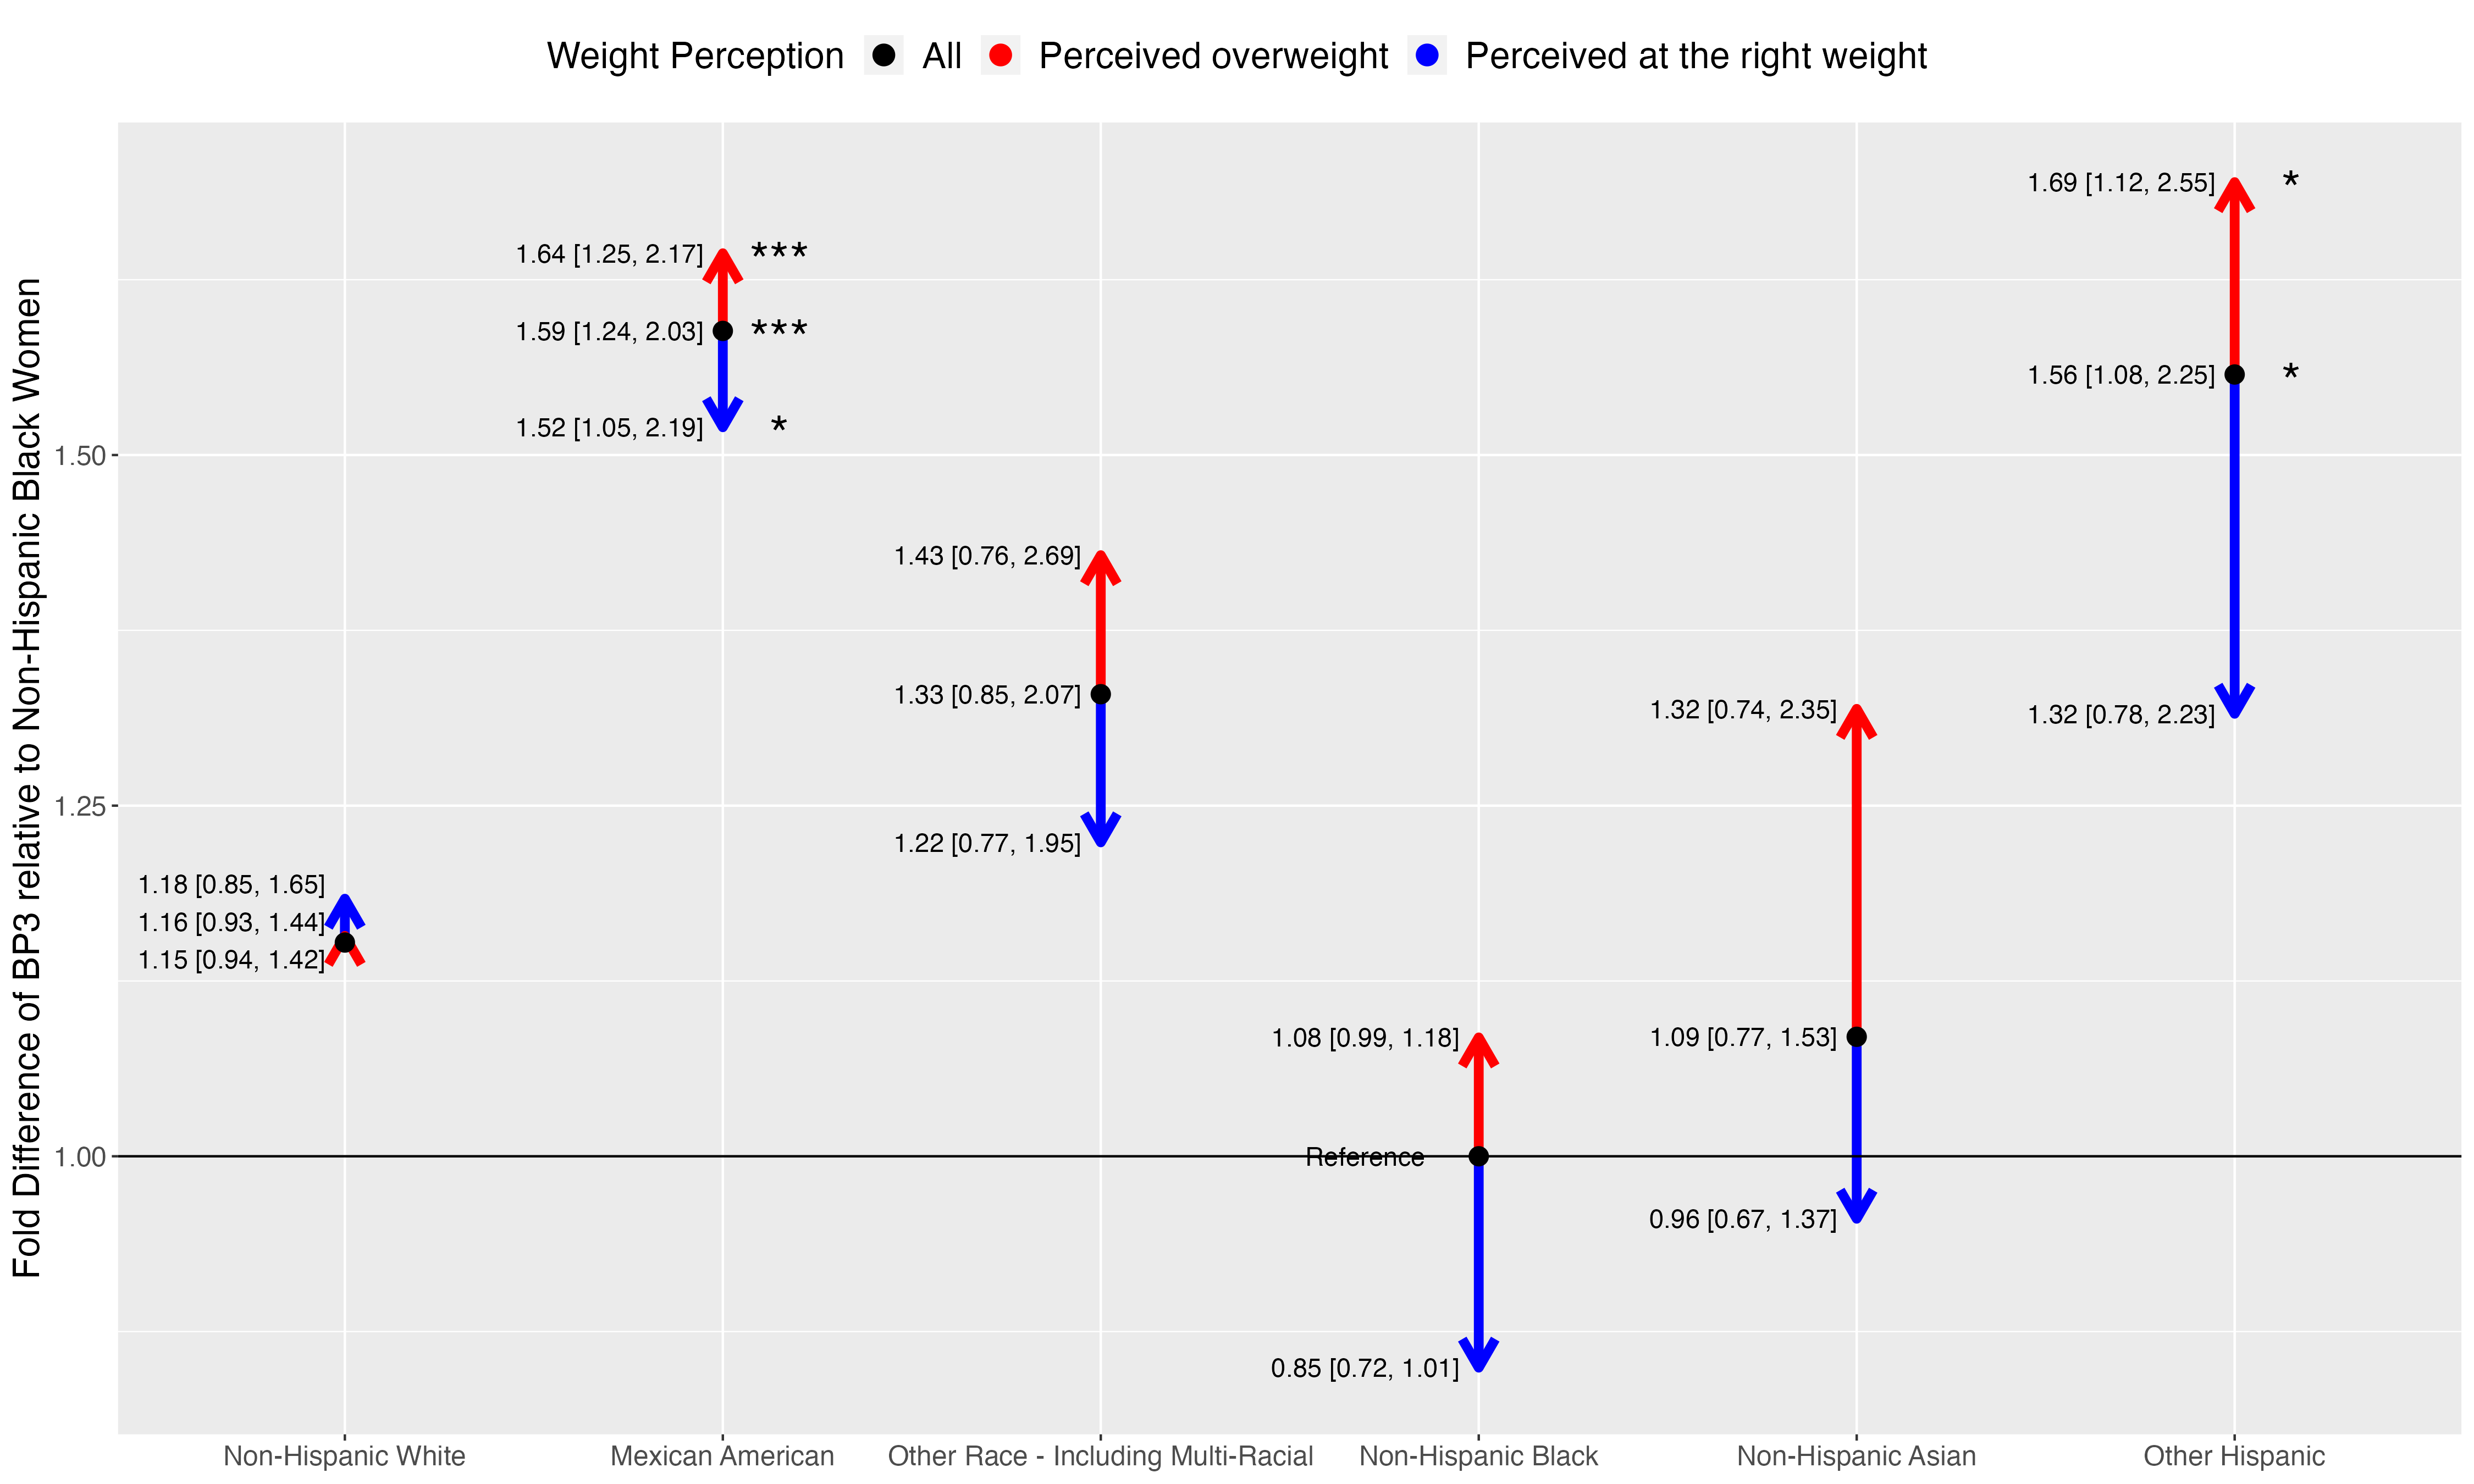 Weight Perception All Perceived overweight Perceived at the right weight
Fold Difference of BP3 relative to Non-Hispanic Black Women
1.50
1.25
1.00
1.18 [0.85, 1.65]
1.16 [0.93, 1.44]
1.15 [0.94, 1.42]
1.64 [1.25, 2.17] ***
1.59 [1.24, 2.03] ***
1.52 [1.05, 2.19] *
1.43 [0.76, 2.69]
1.33 [0.85, 2.07]
1.22 [0.77, 1.95]
1.08 [0.99, 1.18]
Reference
0.85 [0.72, 1.01]
1.32 [0.74, 2.35]
1.09 [0.77, 1.53]
0.96 [0.67, 1.37]
1.69 [1.12, 2.55] *
1.56 [1.08, 2.25] *
1.32 [0.78, 2.23]
Non-Hispanic White
Mexican American
Other Race - Including Multi-Racial
Non-Hispanic Black
Non-Hispanic Asian
Other Hispanic